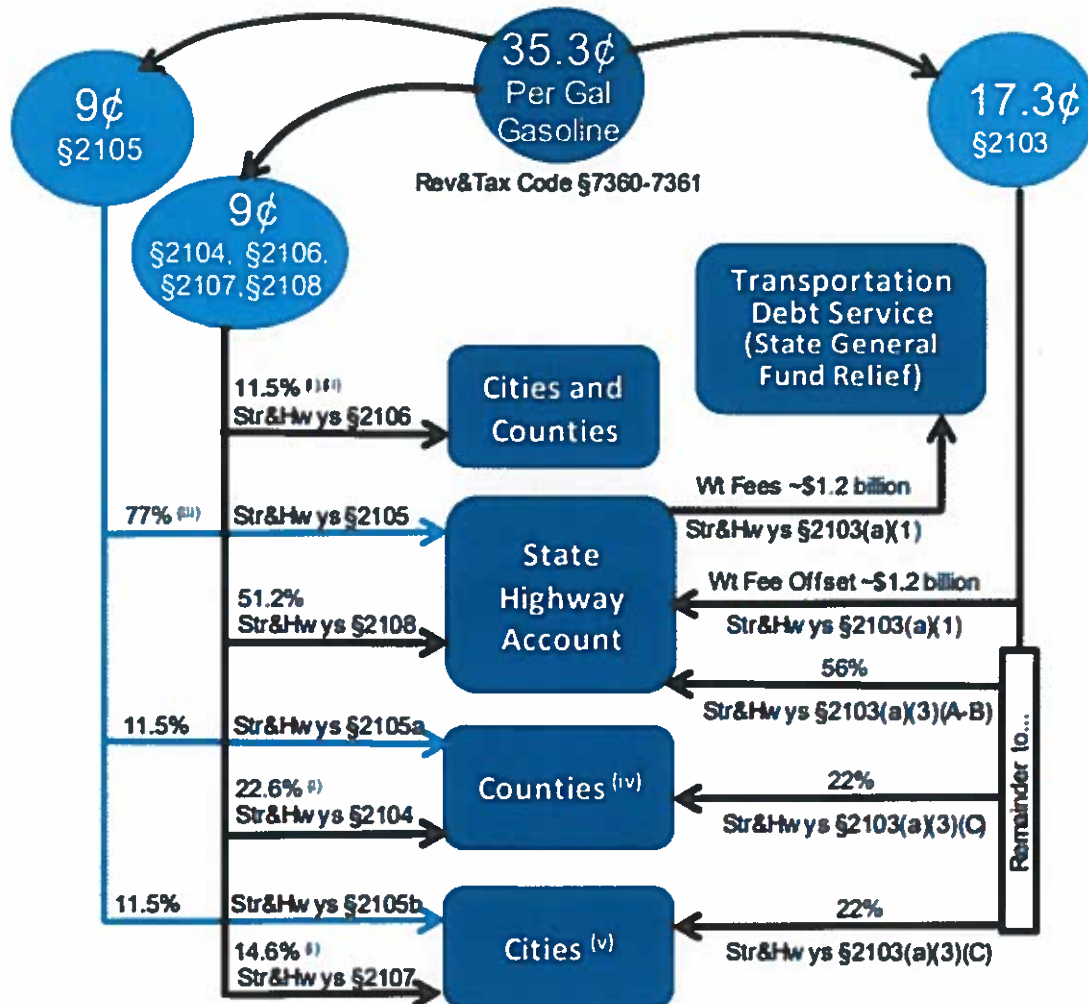 35.3¢
Per Gal
Gasoline
Rev&Tax Code §7360-7361
9¢
§2105
9¢
§2104, §2106,
§2107,§2108
17.3¢
§2103
Transportation
Debt Service
(State General
Fund Relief)
11.5%
Str&Hwys §2106
Cities and
Counties
Wt Fees ~$1.2 billion
Str&Hwys §2103(a)(1)
77% (iii)
Str&Hwys §2105
State
Highway
Account
Wt Fee Offset ~$1.2 billion
Str&Hwys §2103(a)(1)
51.2%
Str&Hwys §2108
56%
Str&Hwys §2103(a)(3)(A-B)
Remainder to...
11.5%
Str&Hwys §2105a
Counties (iv)
22%
Str&Hwys §2103(a)(3)(C)
22.6% (i)
Str&Hwys §2104
11.5%
Str&Hwys §2105b
Cities (v)
22%
Str&Hwys §2103(a)(3)(C)
14.6% (i)
Str&Hwys §2107